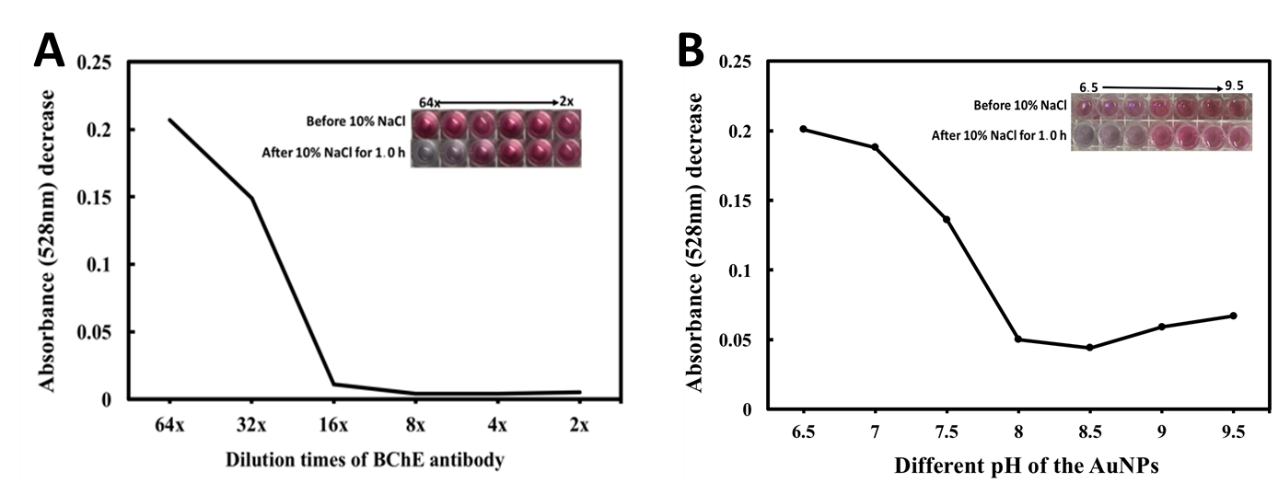 A
0.25
0.2
0.15
0.1
0.05
0
Absorbance (528nm) decrease
64x 2x
Before 10% NaCl
After 10% NaCl for 1.0 h
64x 32x 16x 8x 4x 2x
Dilution times of BChE antibody
B
0.25
0.2
0.15
0.1
0.05
0
Absorbance (528nm) decrease
6.5 9.5
Before 10% NaCl
After 10% NaCl for 1.0 h
6.5 7 7.5 8 8.5 9 9.5
Different pH of the AuNPs